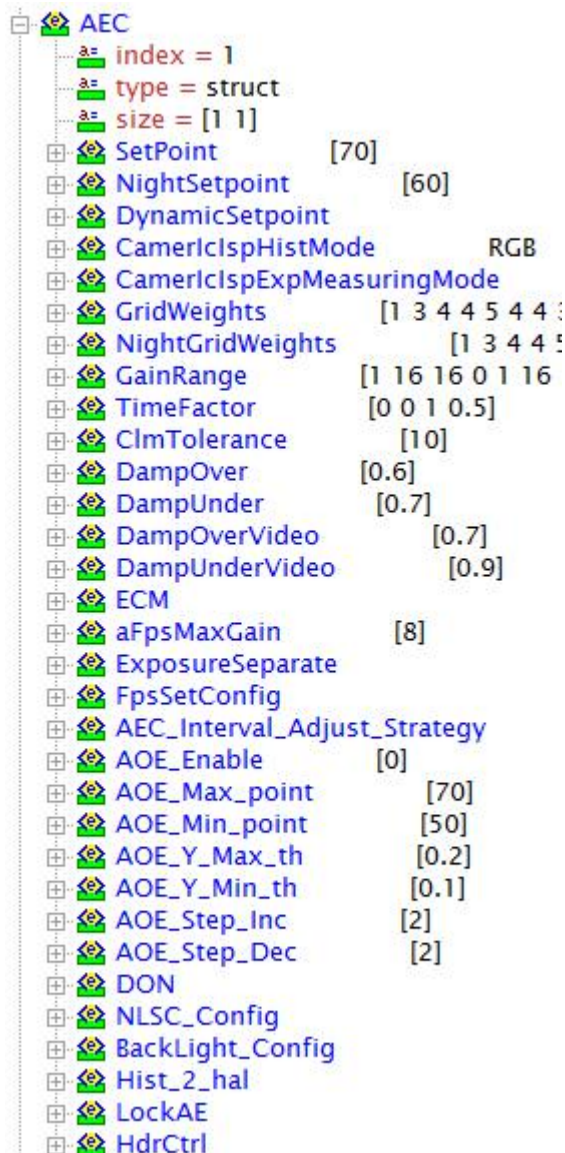 AEC
a= index = 1
a= type = struct
a= size = [1 1]
SetPoint [70]
NightSetpoint [60]
DynamicSetpoint
CamerIcIspHistMode RGB
CamerIcIspExpMeasuringMode
GridWeights [1 3 4 4 5 4 4 3
NightGridWeights [1 3 4 4 5
GainRange [1 16 16 0 1 16
TimeFactor [0 0 1 0.5]
ClmTolerance [10]
DampOver [0.6]
DampUnder [0.7]
DampOverVideo [0.7]
DampUnderVideo [0.9]
ECM
aFpsMaxGain [8]
ExposureSeparate
FpsSetConfig
AEC_Interval_Adjust_Strategy
AOE_Enable [0]
AOE_Max_point [70]
AOE_Min_point [50]
AOE_Y_Max_th [0.2]
AOE_Y_Min_th [0.1]
AOE_Step_Inc [2]
AOE_Step_Dec [2]
DON
NLSC_Config
BackLight_Config
Hist_2_hal
LockAE
HdrCtrl